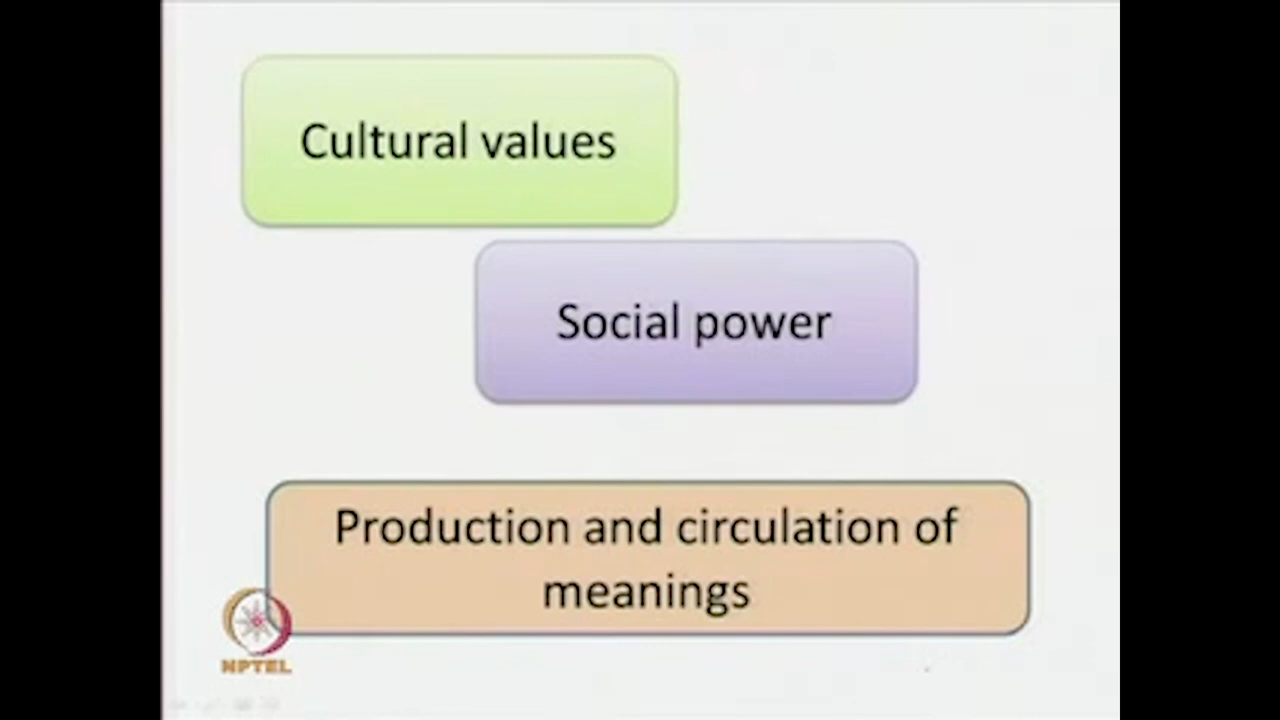 Cultural values
Social power
Production and circulation of
meanings
NPTEL